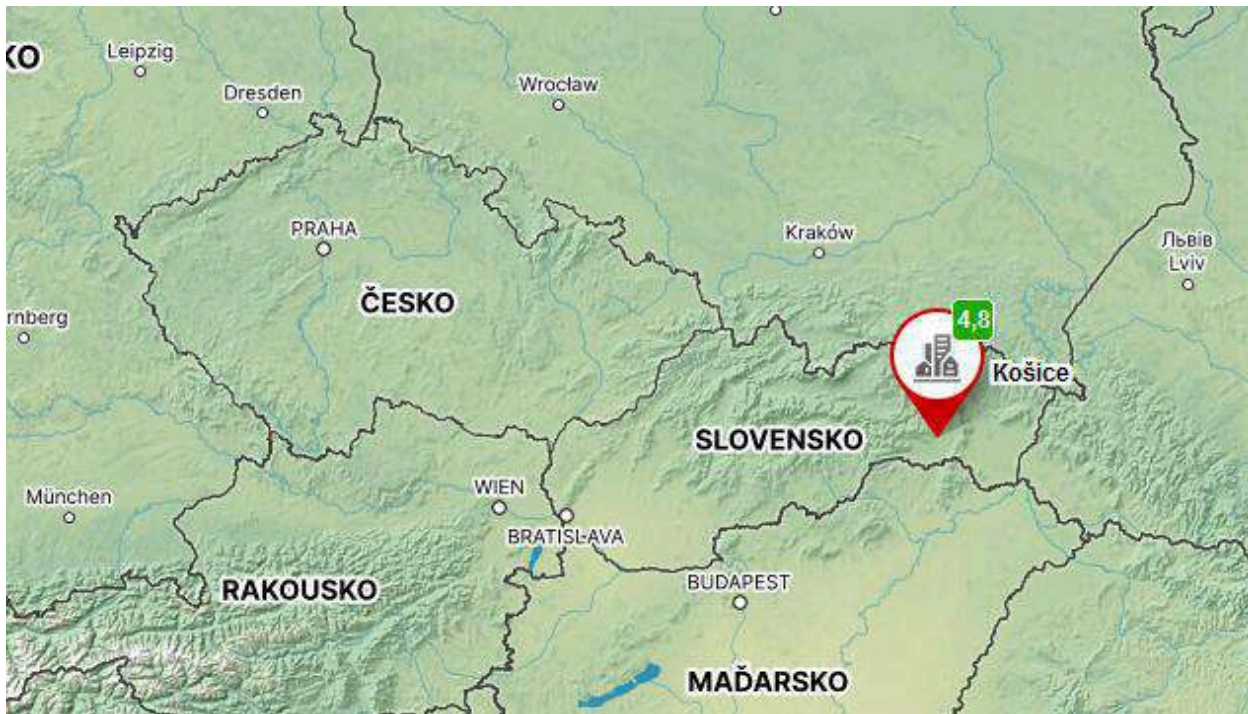 KO
Leipzig
Dresden
Wrocław
PRAHA
Kraków
Львів
Lviv
ČESKO
rnberg
4,8
Košice
SLOVENSKO
München
WIEN
BRATISLAVA
RAKOUSKO
BUDAPEST
MAĎARSKO